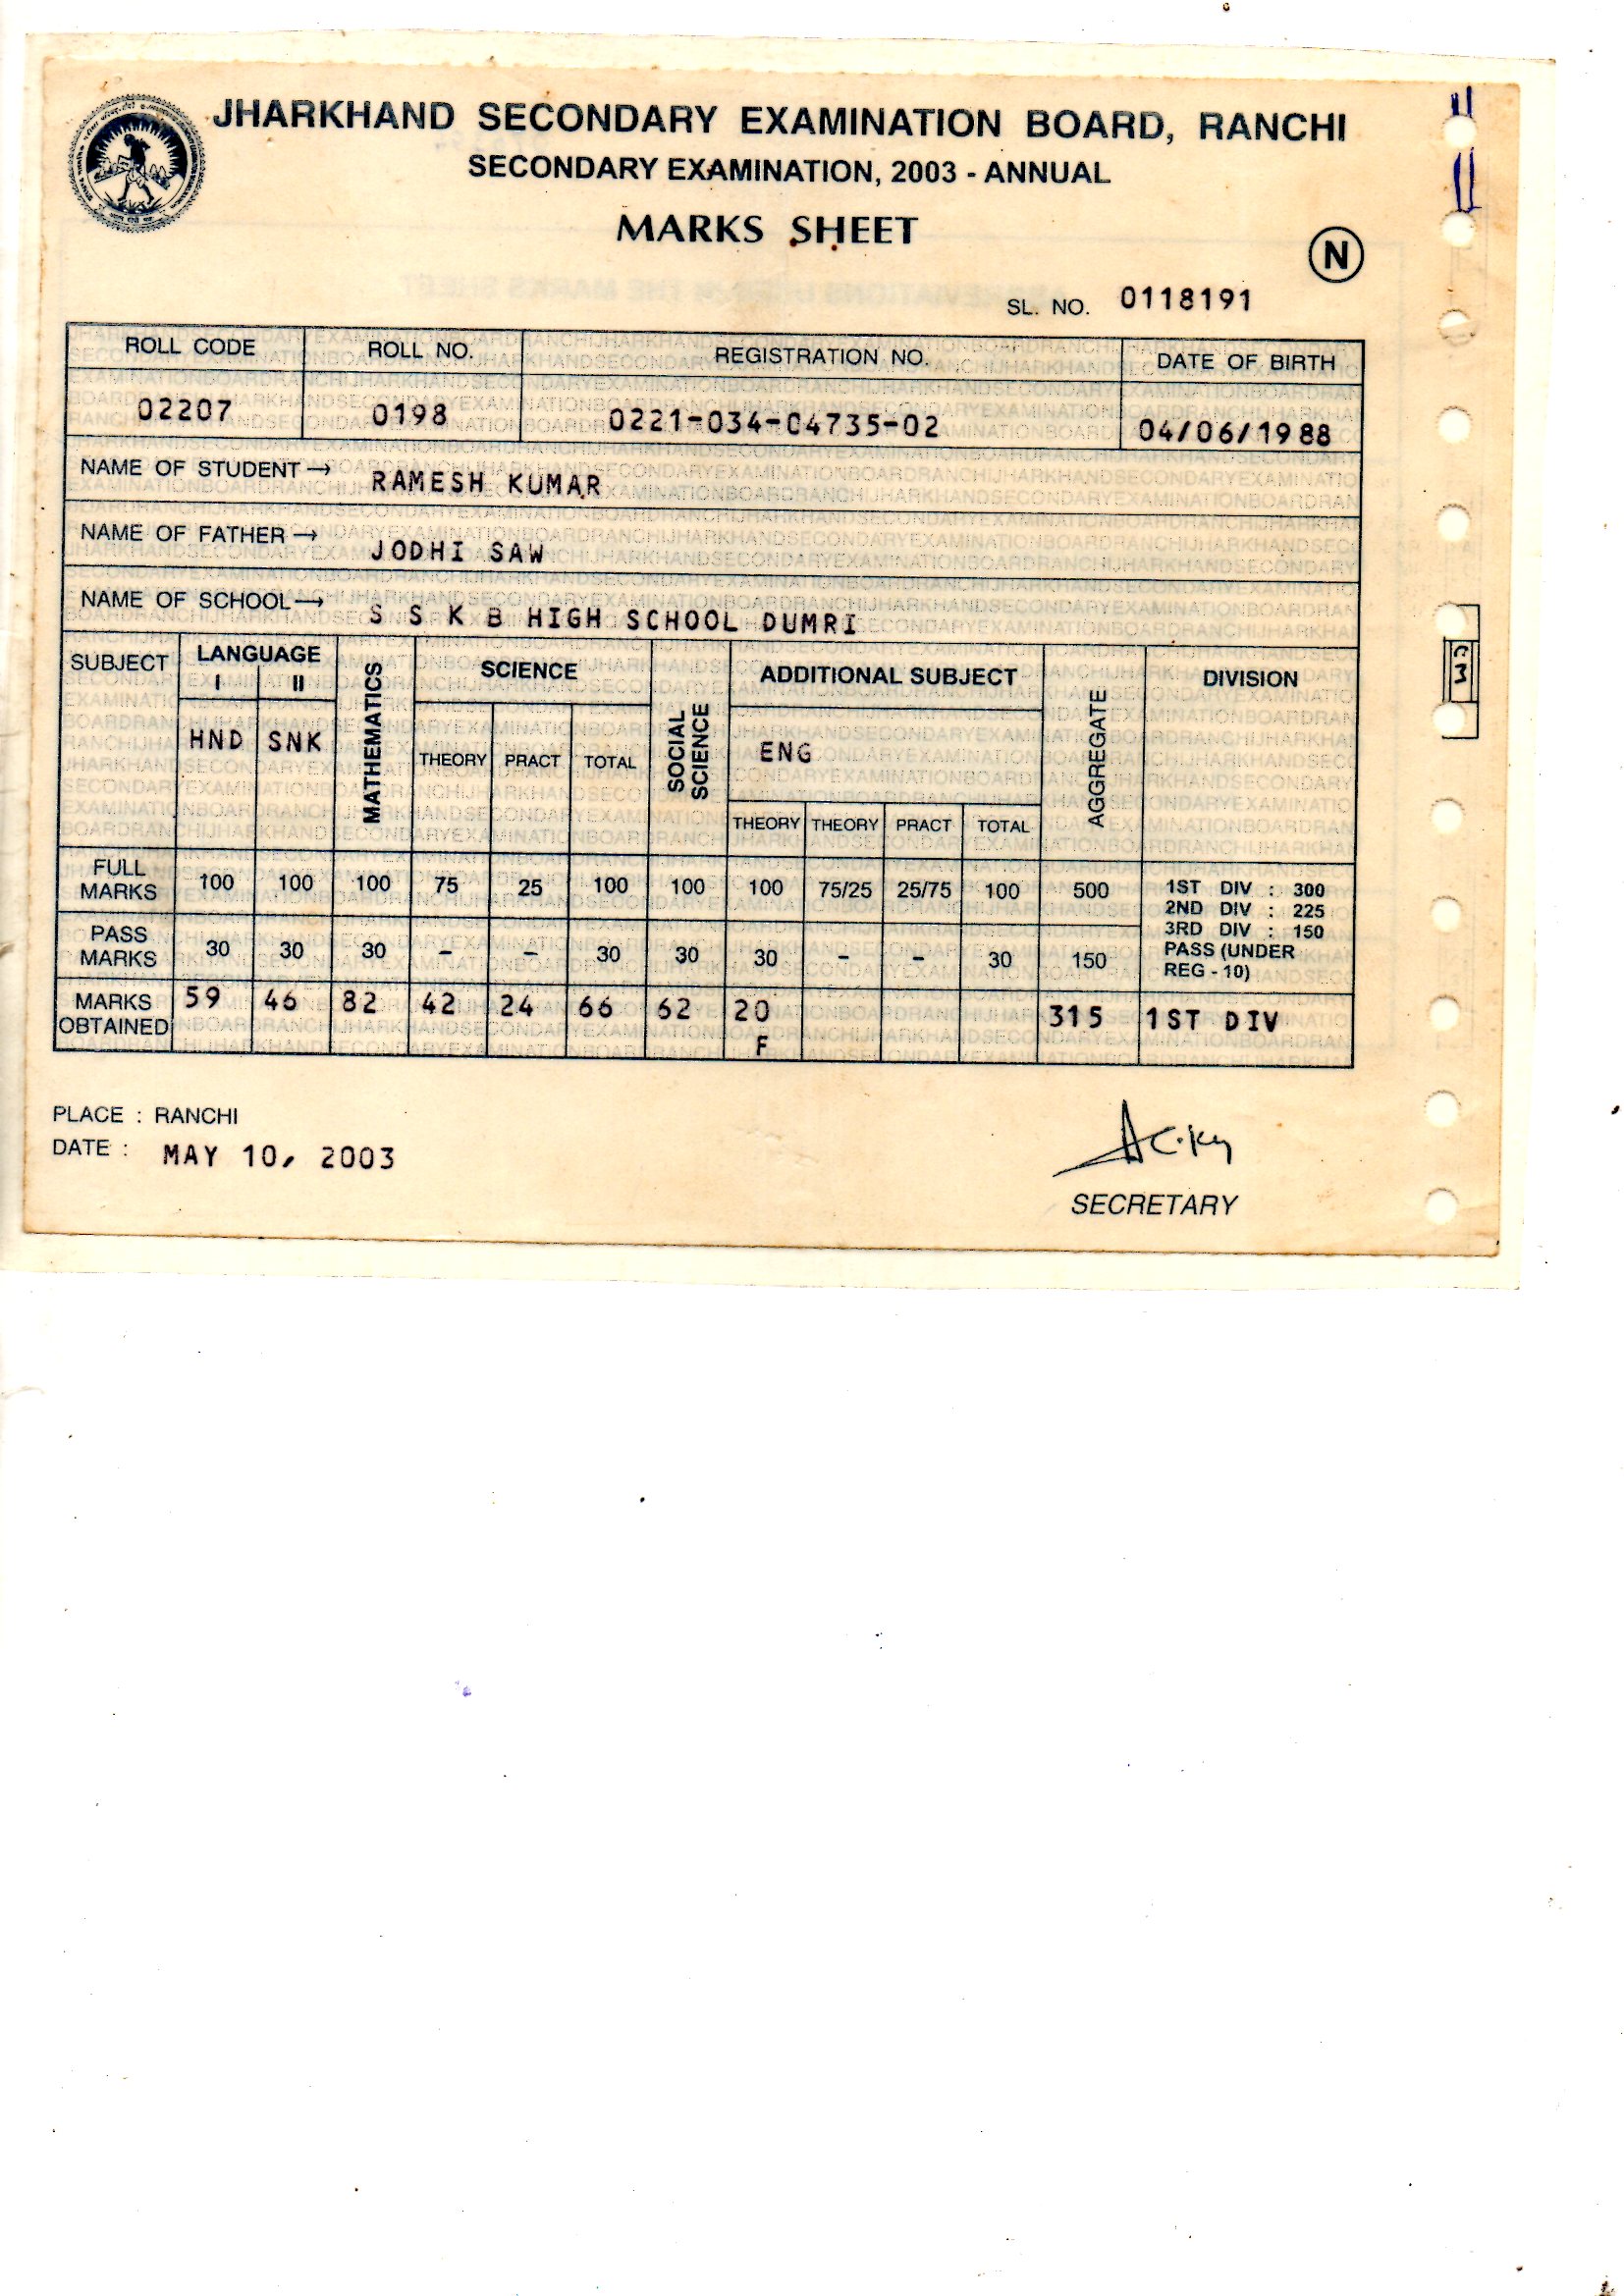 JHARKHAND SECONDARY EXAMINATION BOARD, RANCHI
SECONDARY EXAMINATION, 2003 - ANNUAL
MARKS SHEET
N
SL. NO. 0118191
ROLL CODE ROLL NO. REGISTRATION NO. DATE OF BIRTH
02207 0198 0221-034-04735-02 04/06/1988
NAME OF STUDENT → RAMESH KUMAR
NAME OF FATHER → JODHI SAW
NAME OF SCHOOL → S S K B HIGH SCHOOL DUMRI
SUBJECT LANGUAGE MATHEMATICS SCIENCE SOCIAL SCIENCE ADDITIONAL SUBJECT AGGREGATE DIVISION
I II
HND SNK THEORY PRACT TOTAL ENG
THEORY THEORY PRACT TOTAL
FULL MARKS 100 100 100 75 25 100 100 100 75/25 25/75 100 500 1ST DIV : 300
2ND DIV : 225
3RD DIV : 150
PASS MARKS 30 30 30 - - 30 30 30 - - 30 150 PASS (UNDER
REG - 10)
MARKS OBTAINED 59 46 82 42 24 66 62 20 315 1ST DIV
F
PLACE : RANCHI
DATE : MAY 10, 2003
SECRETARY